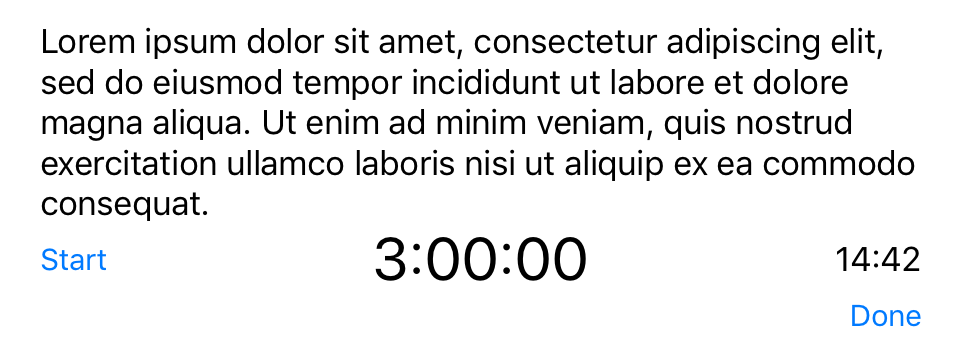 Lorem ipsum dolor sit amet, consectetur adipiscing elit,
sed do eiusmod tempor incididunt ut labore et dolore
magna aliqua. Ut enim ad minim veniam, quis nostrud
exercitation ullamco laboris nisi ut aliquip ex ea commodo
consequat.
Start 3:00:00 14:42
Done